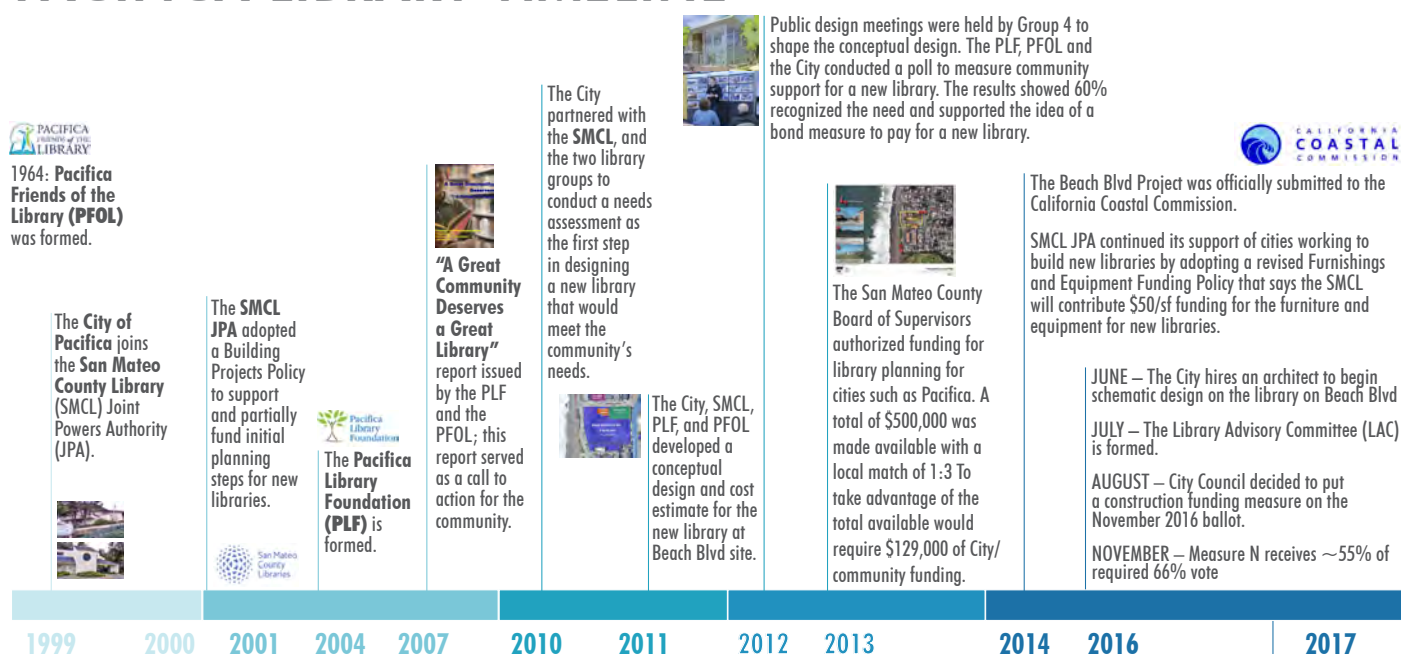 PACIFICA
FRIENDS of THE
LIBRARY
1964: Pacifica
Friends of the
Library (PFOL)
was formed.
The City of
Pacifica joins
the San Mateo
County Library
(SMCL) Joint
Powers Authority
(JPA).
The SMCL
JPA adopted
a Building
Projects Policy
to support
and partially
fund initial
planning
steps for new
libraries.
San Mateo
County
Libraries
Pacifica
Library
Foundation
The Pacifica
Library
Foundation
(PLF) is
formed.
“A Great
Community
Deserves
a Great
Library”
report issued
by the PLF
and the
PFOL; this
report served
as a call to
action for the
community.
The City
partnered with
the SMCL, and
the two library
groups to
conduct a needs
assessment as
the first step
in designing
a new library
that would
meet the
community’s
needs.
The City, SMCL,
PLF, and PFOL
developed a
conceptual
design and cost
estimate for the
new library at
Beach Blvd site.
Public design meetings were held by Group 4 to
shape the conceptual design. The PLF, PFOL and
the City conducted a poll to measure community
support for a new library. The results showed 60%
recognized the need and supported the idea of a
bond measure to pay for a new library.
The San Mateo County
Board of Supervisors
authorized funding for
library planning for
cities such as Pacifica. A
total of $500,000 was
made available with a
local match of 1:3 To
take advantage of the
total available would
require $129,000 of City/
community funding.
CALIFORNIA
COASTAL
COMMISSION
The Beach Blvd Project was officially submitted to the
California Coastal Commission.
SMCL JPA continued its support of cities working to
build new libraries by adopting a revised Furnishings
and Equipment Funding Policy that says the SMCL
will contribute $50/sf funding for the furniture and
equipment for new libraries.
JUNE – The City hires an architect to begin
schematic design on the library on Beach Blvd
JULY – The Library Advisory Committee (LAC)
is formed.
AUGUST – City Council decided to put
a construction funding measure on the
November 2016 ballot.
NOVEMBER – Measure N receives ~55% of
required 66% vote
1999 2000 2001 2004 2007 2010 2011 2012 2013 2014 2016 2017